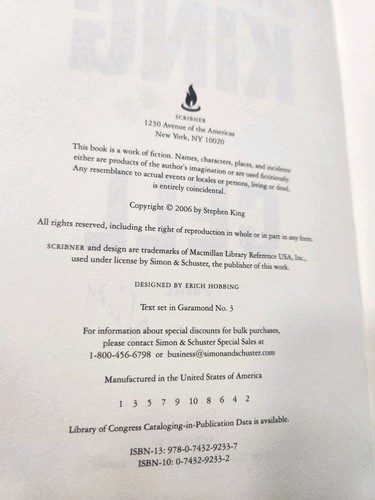 SCRIBNER
1230 Avenue of the Americas
New York, NY 10020
This book is a work of fiction. Names, characters, places, and incidents
either are products of the author's imagination or are used fictitiously.
Any resemblance to actual events or locales or persons, living or dead,
is entirely coincidental.
Copyright © 2006 by Stephen King
All rights reserved, including the right of reproduction in whole or in part in any form.
SCRIBNER and design are trademarks of Macmillan Library Reference USA, Inc.,
used under license by Simon & Schuster, the publisher of this work.
DESIGNED BY ERICH HOBBING
Text set in Garamond No. 3
For information about special discounts for bulk purchases,
please contact Simon & Schuster Special Sales at
1-800-456-6798 or business@simonandschuster.com
Manufactured in the United States of America
1 3 5 7 9 10 8 6 4 2
Library of Congress Cataloging-in-Publication Data is available.
ISBN-13: 978-0-7432-9233-7
ISBN-10: 0-7432-9233-2